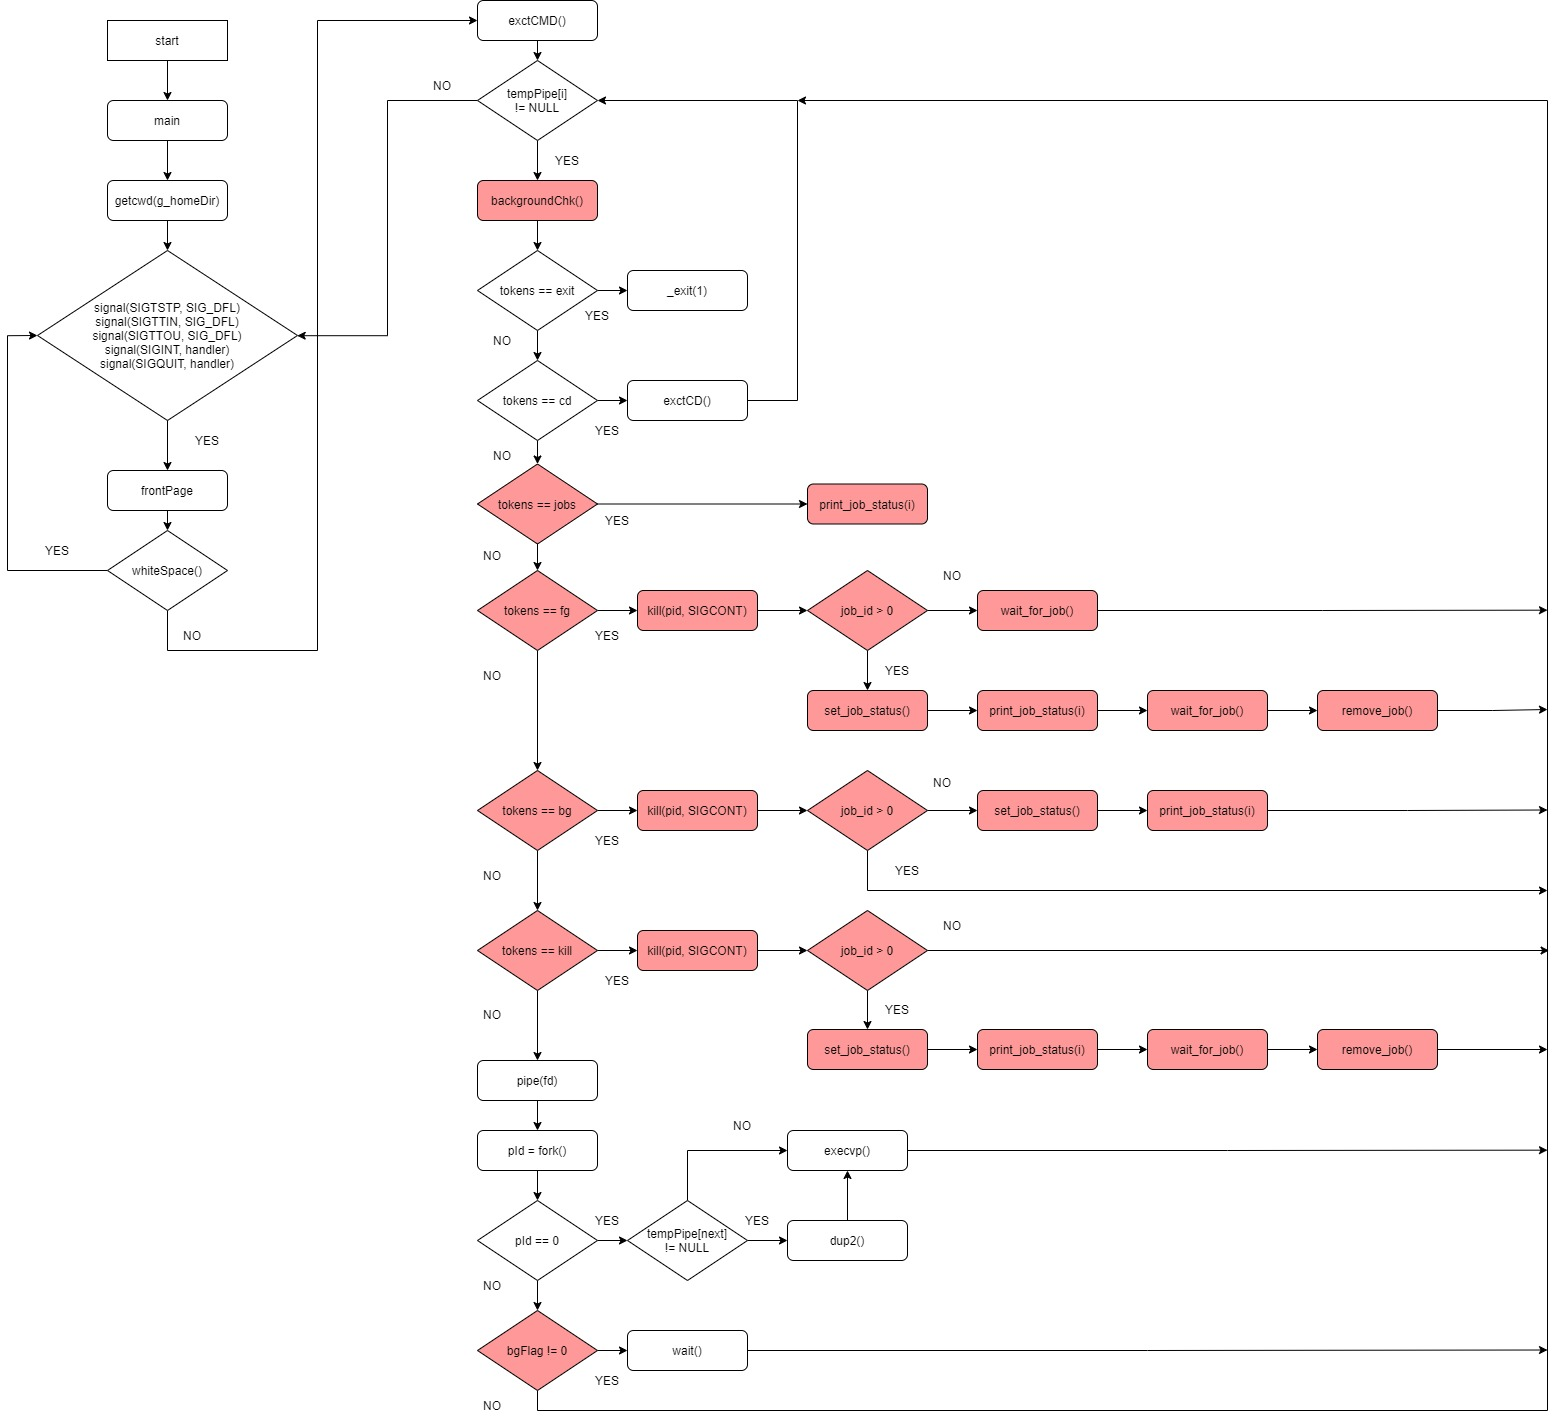 start
main
getcwd(g_homeDir)
signal(SIGTSTP, SIG_DFL)
signal(SIGTTIN, SIG_DFL)
signal(SIGTTOU, SIG_DFL)
signal(SIGINT, handler)
signal(SIGQUIT, handler)
YES
frontPage
YES
whiteSpace()
NO
exctCMD()
NO
tempPipe[i]
!= NULL
YES
backgroundChk()
tokens == exit
YES
_exit(1)
NO
tokens == cd
YES
exctCD()
NO
tokens == jobs
YES
print_job_status(i)
NO
tokens == fg
YES
kill(pid, SIGCONT)
job_id > 0
NO
wait_for_job()
YES
set_job_status()
print_job_status(i)
wait_for_job()
remove_job()
NO
tokens == bg
YES
kill(pid, SIGCONT)
job_id > 0
NO
set_job_status()
print_job_status(i)
YES
NO
tokens == kill
YES
kill(pid, SIGCONT)
job_id > 0
NO
YES
set_job_status()
print_job_status(i)
wait_for_job()
remove_job()
NO
pipe(fd)
pId = fork()
pId == 0
YES
tempPipe[next]
!= NULL
NO
execvp()
YES
dup2()
NO
bgFlag != 0
YES
wait()
NO